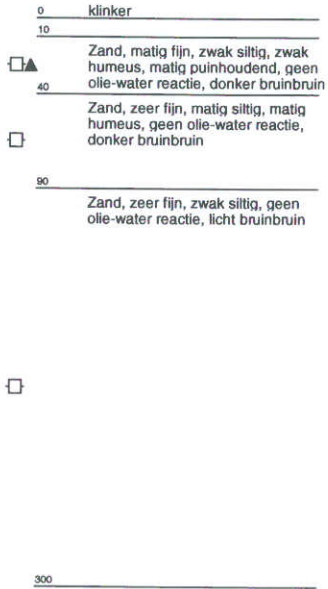 0 klinker
10
Zand, matig fijn, zwak siltig, zwak
humeus, matig puinhoudend, geen
olie-water reactie, donker bruinbruin
40
Zand, zeer fijn, matig siltig, matig
humeus, geen olie-water reactie,
donker bruinbruin
90
Zand, zeer fijn, zwak siltig, geen
olie-water reactie, licht bruinbruin
300